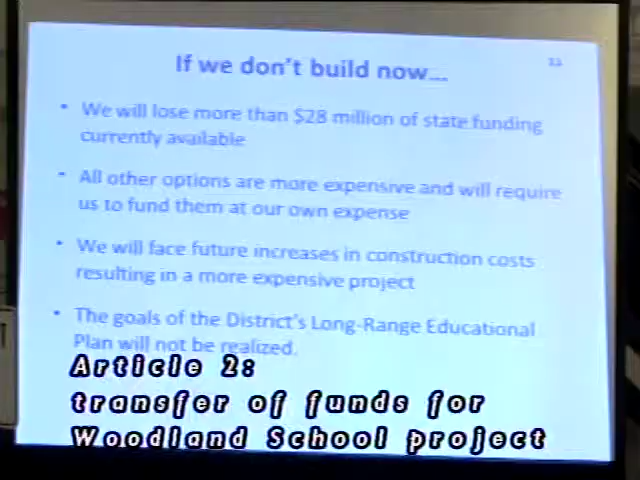 If we don't build now...
• We will lose more than $28 million of state funding
currently available
• All other options are more expensive and will require
us to fund them at our own expense
• We will face future increases in construction costs
resulting in a more expensive project
• The goals of the District's Long-Range Educational
Plan will not be realized.
Article 2:
transfer of funds for
Woodland School project